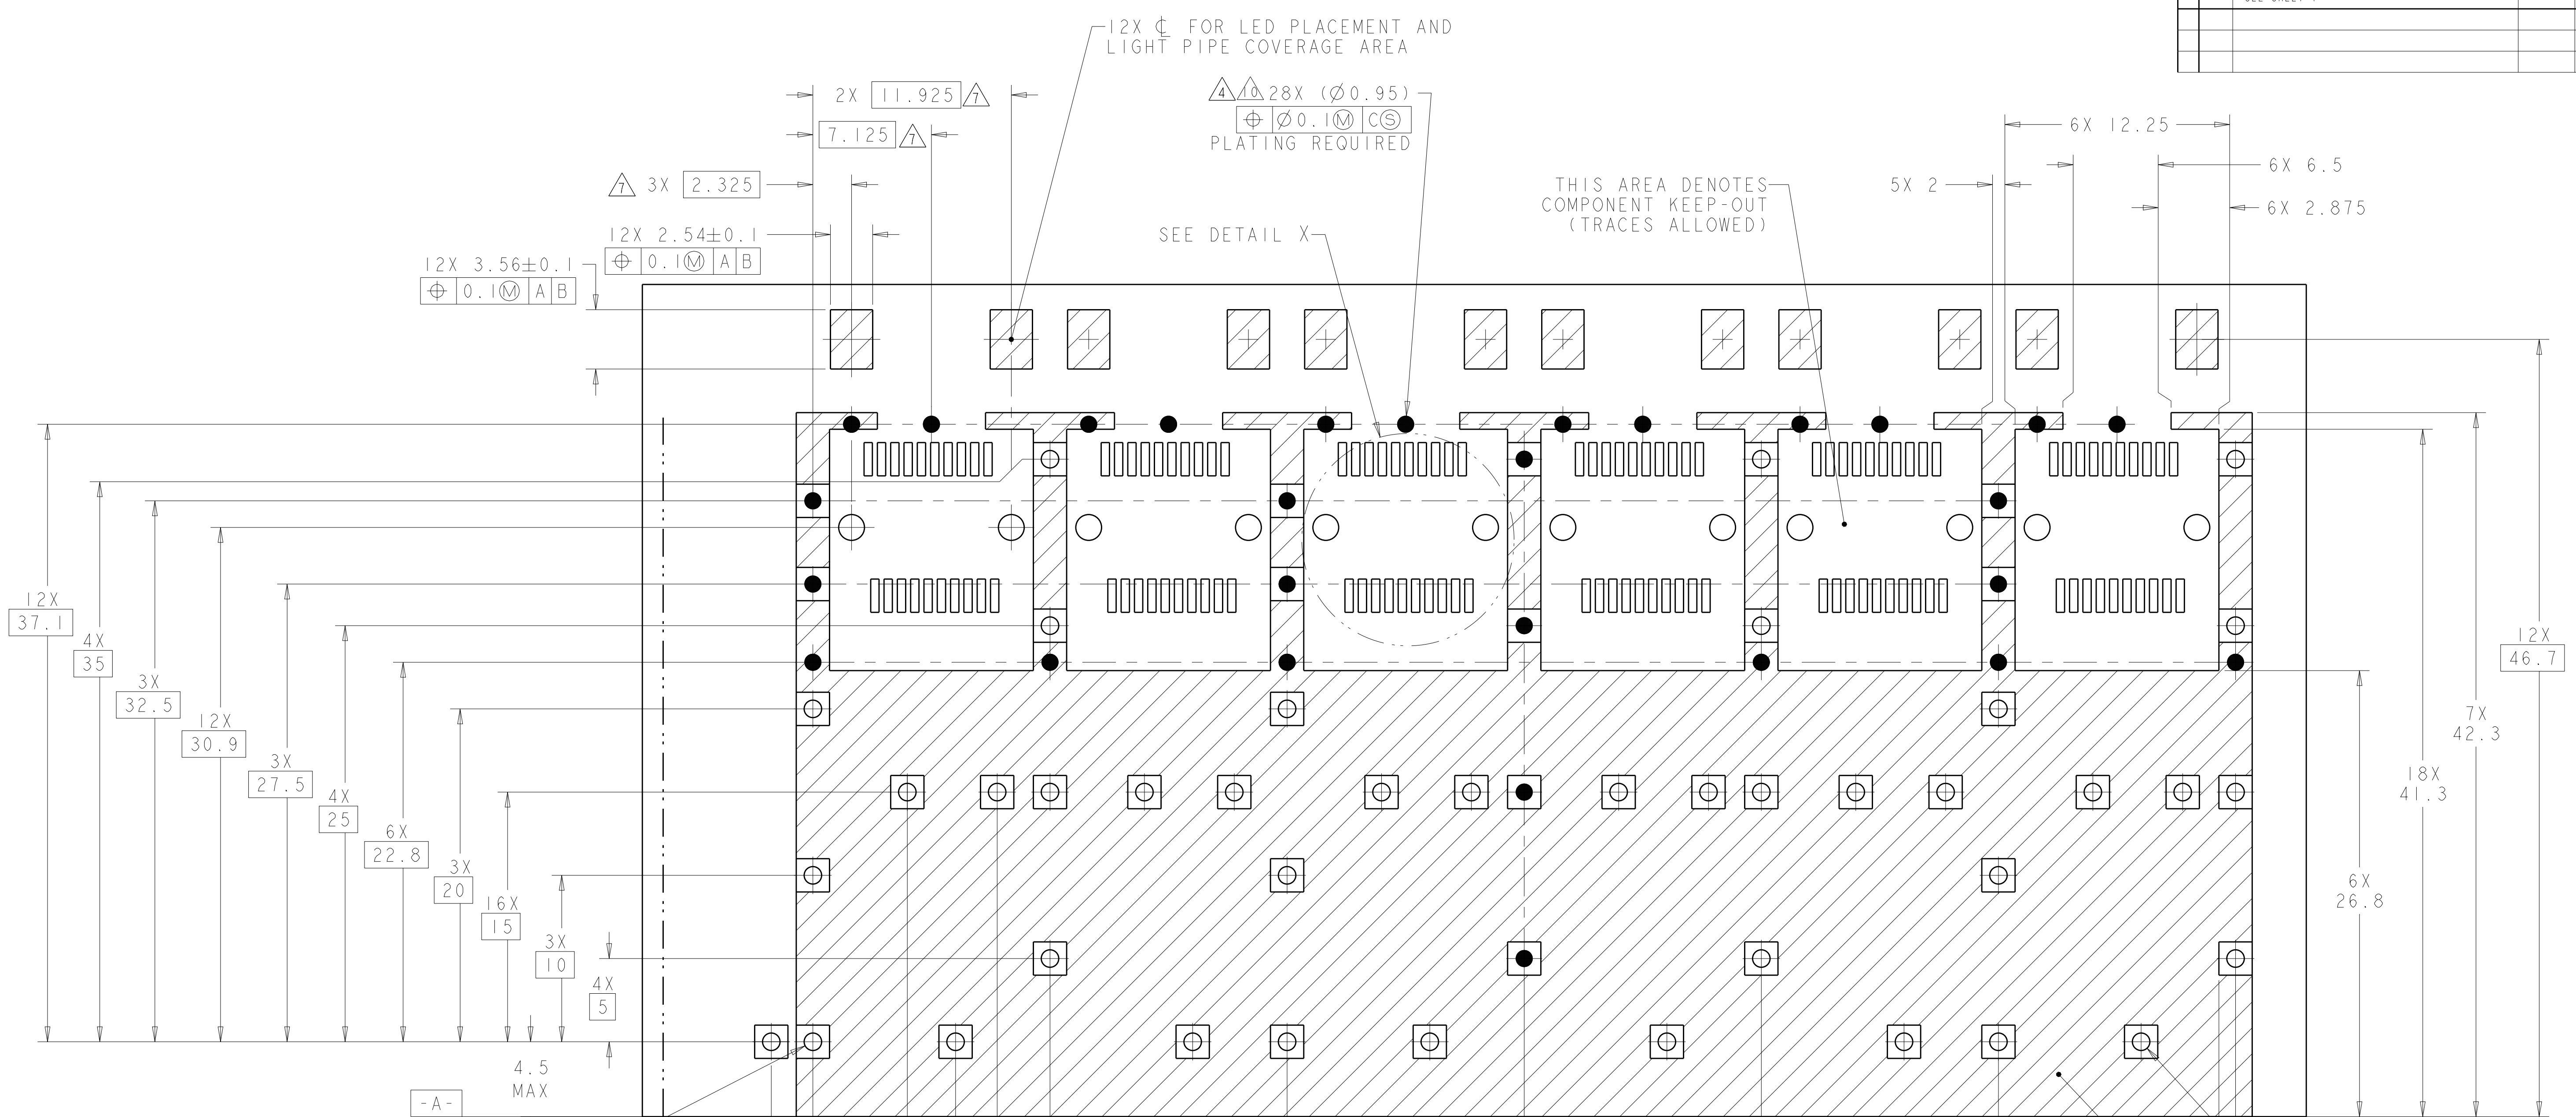 12X ℄ FOR LED PLACEMENT AND
LIGHT PIPE COVERAGE AREA
2X 11.925 7
7.125 7
7 3X 2.325
12X 2.54±0.1
⌖ 0.1Ⓜ A B
12X 3.56±0.1
⌖ 0.1Ⓜ A B
4 10 28X (Ø0.95)
⌖ Ø0.1Ⓜ CⓈ
PLATING REQUIRED
SEE DETAIL X
THIS AREA DENOTES
COMPONENT KEEP-OUT
(TRACES ALLOWED)
6X 12.25
6X 6.5
5X 2
6X 2.875
12X
37.1
4X
35
3X
32.5
12X
30.9
3X
27.5
4X
25
6X
22.8
3X
20
16X
15
3X
10
4X
5
4.5
MAX
-A-
12X
46.7
7X
42.3
18X
41.3
6X
26.8